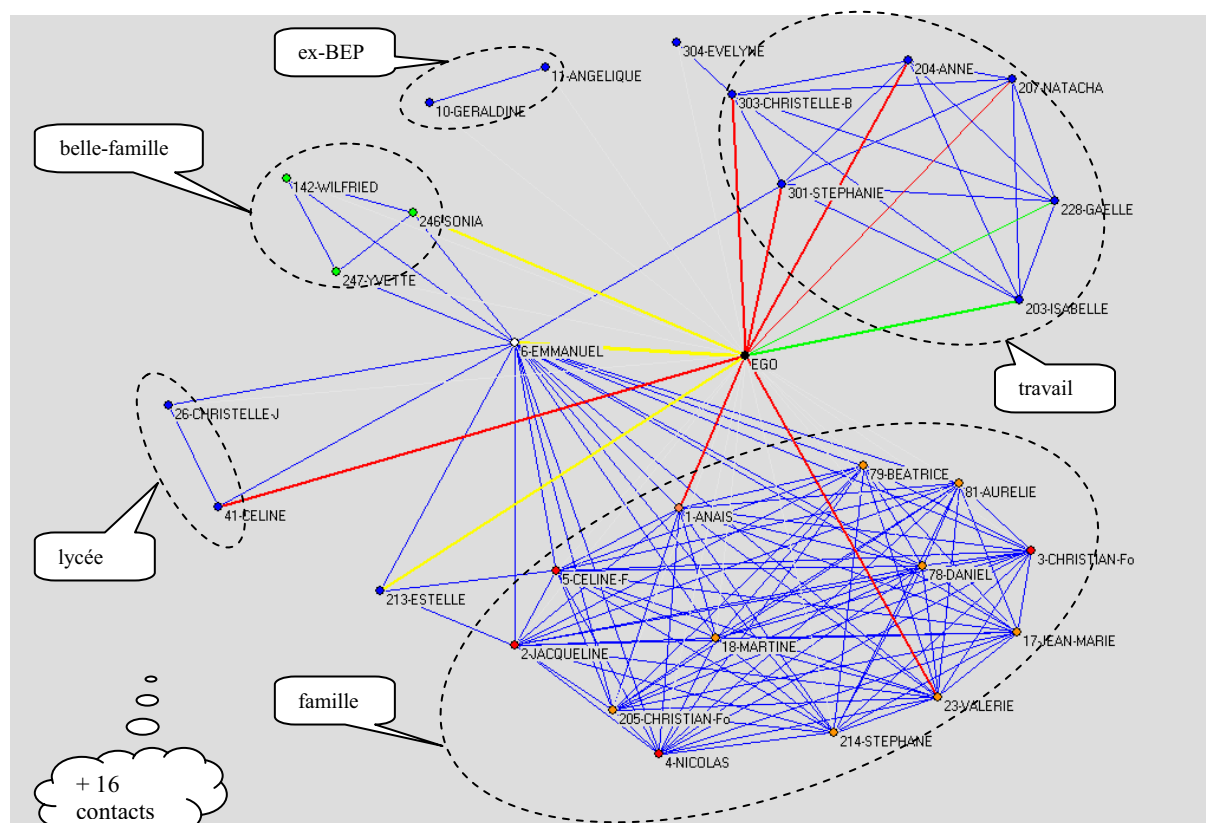 ex-BEP
304-EVELYNE
11-ANGELIQUE
204-ANNE
207-NATACHA
303-CHRISTELLE-B
10-GERALDINE
belle-famille
142-WILFRIED
301-STEPHANIE
246-SONIA
228-GAELLE
247-YVETTE
203-ISABELLE
6-EMMUEL
EGO
travail
26-CHRISTELLE-J
79-BEATRICE
81-AURELIE
41-CELINE
1-ANAIS
lycée
3-CHRISTIAN-Fo
78-DANIEL
5-CELINE-F
213-ESTELLE
2-JACQUELINE
18-MARTINE
17-JEAN-MARIE
famille
23-VALERIE
205-CHRISTIAN-Fo
214-STEPHANE
4-NICOLAS
+ 16
contacts